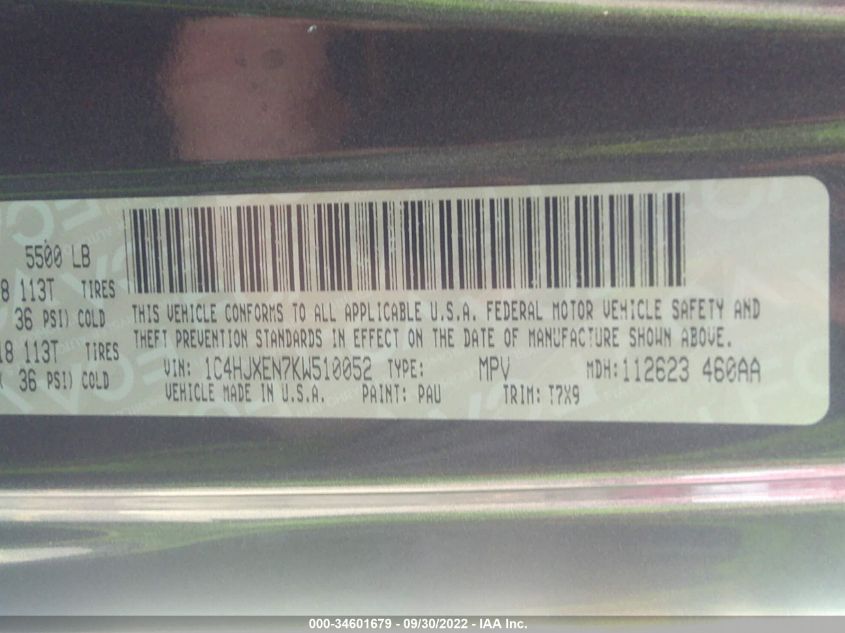 5500 LB
8 113T TIRES
36 PSI) COLD
18 113T TIRES
36 PSI) COLD
THIS VEHICLE CONFORMS TO ALL APPLICABLE U.S.A. FEDERAL MOTOR VEHICLE SAFETY AND
THEFT PREVENTION STANDARDS IN EFFECT ON THE DATE OF MANUFACTURE SHOWN ABOVE.
VIN: 1C4HJXEN7KW510052 TYPE: MPV MDH:112623 460AA
VEHICLE MADE IN U.S.A. PAINT: PAU TRIM: T7X9
000-34601679 - 09/30/2022 - IAA Inc.